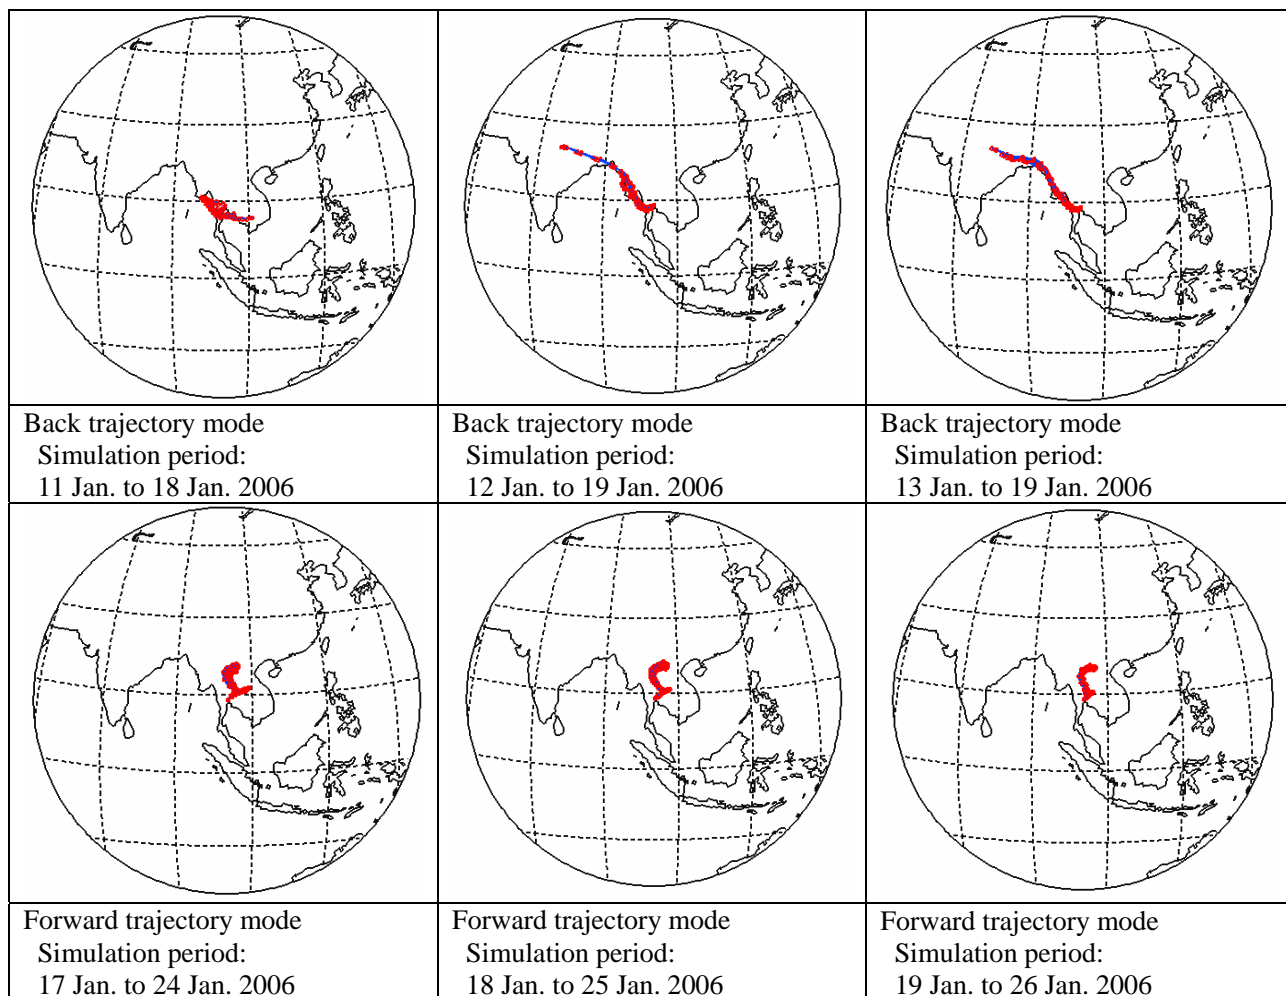 Back trajectory mode
Simulation period:
11 Jan. to 18 Jan. 2006
Back trajectory mode
Simulation period:
12 Jan. to 19 Jan. 2006
Back trajectory mode
Simulation period:
13 Jan. to 19 Jan. 2006
Forward trajectory mode
Simulation period:
17 Jan. to 24 Jan. 2006
Forward trajectory mode
Simulation period:
18 Jan. to 25 Jan. 2006
Forward trajectory mode
Simulation period:
19 Jan. to 26 Jan. 2006